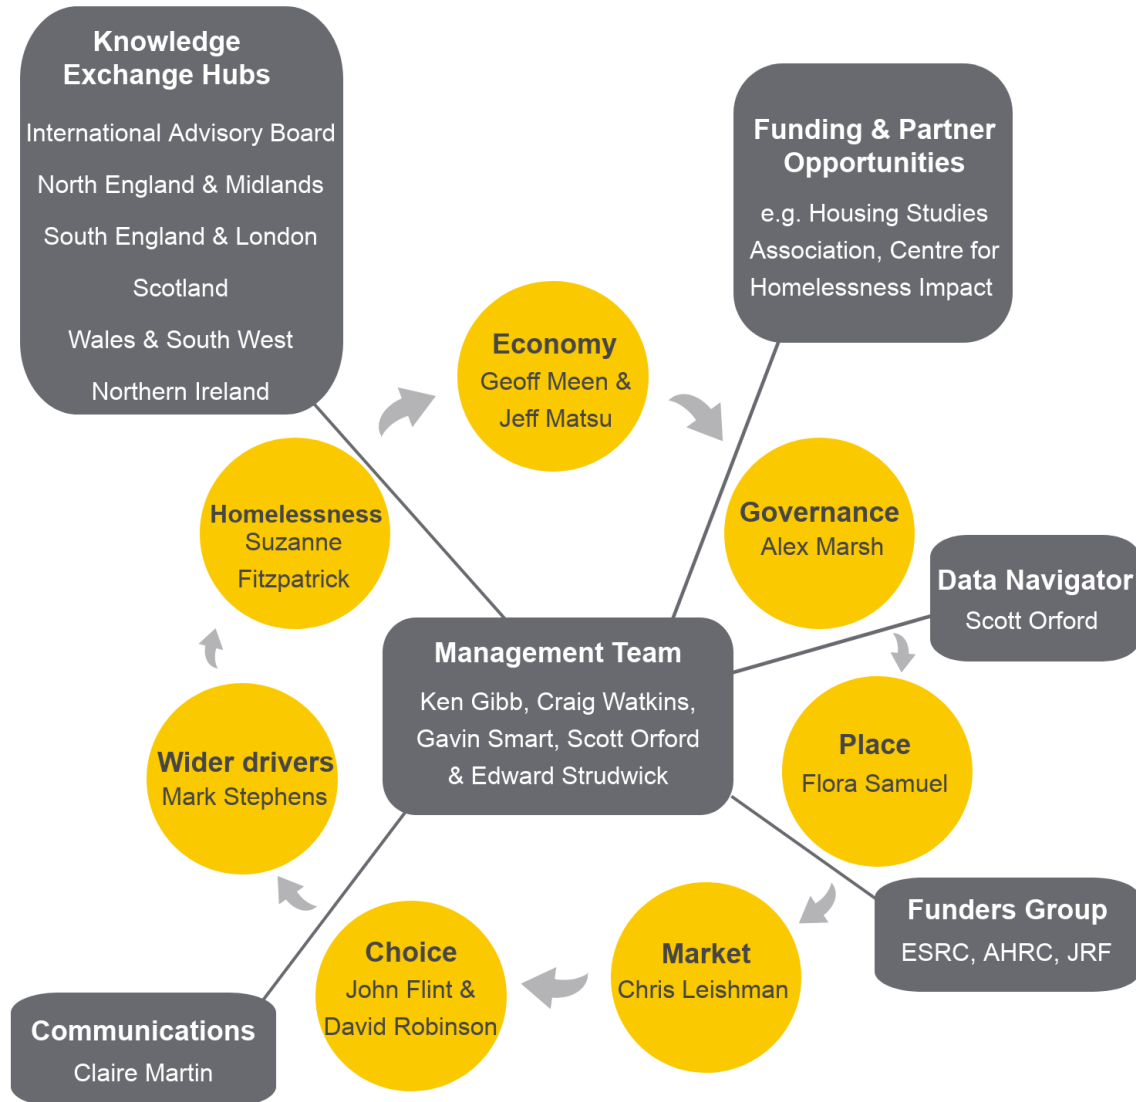 Knowledge
Exchange Hubs
International Advisory Board
North England & Midlands
South England & London
Scotland
Wales & South West
Northern Ireland
Funding & Partner
Opportunities
e.g. Housing Studies
Association, Centre for
Homelessness Impact
Economy
Geoff Meen &
Jeff Matsu
Homelessness
Suzanne
Fitzpatrick
Governance
Alex Marsh
Data Navigator
Scott Orford
Management Team
Ken Gibb, Craig Watkins,
Gavin Smart, Scott Orford
& Edward Strudwick
Wider drivers
Mark Stephens
Place
Flora Samuel
Funders Group
ESRC, AHRC, JRF
Choice
John Flint &
David Robinson
Market
Chris Leishman
Communications
Claire Martin